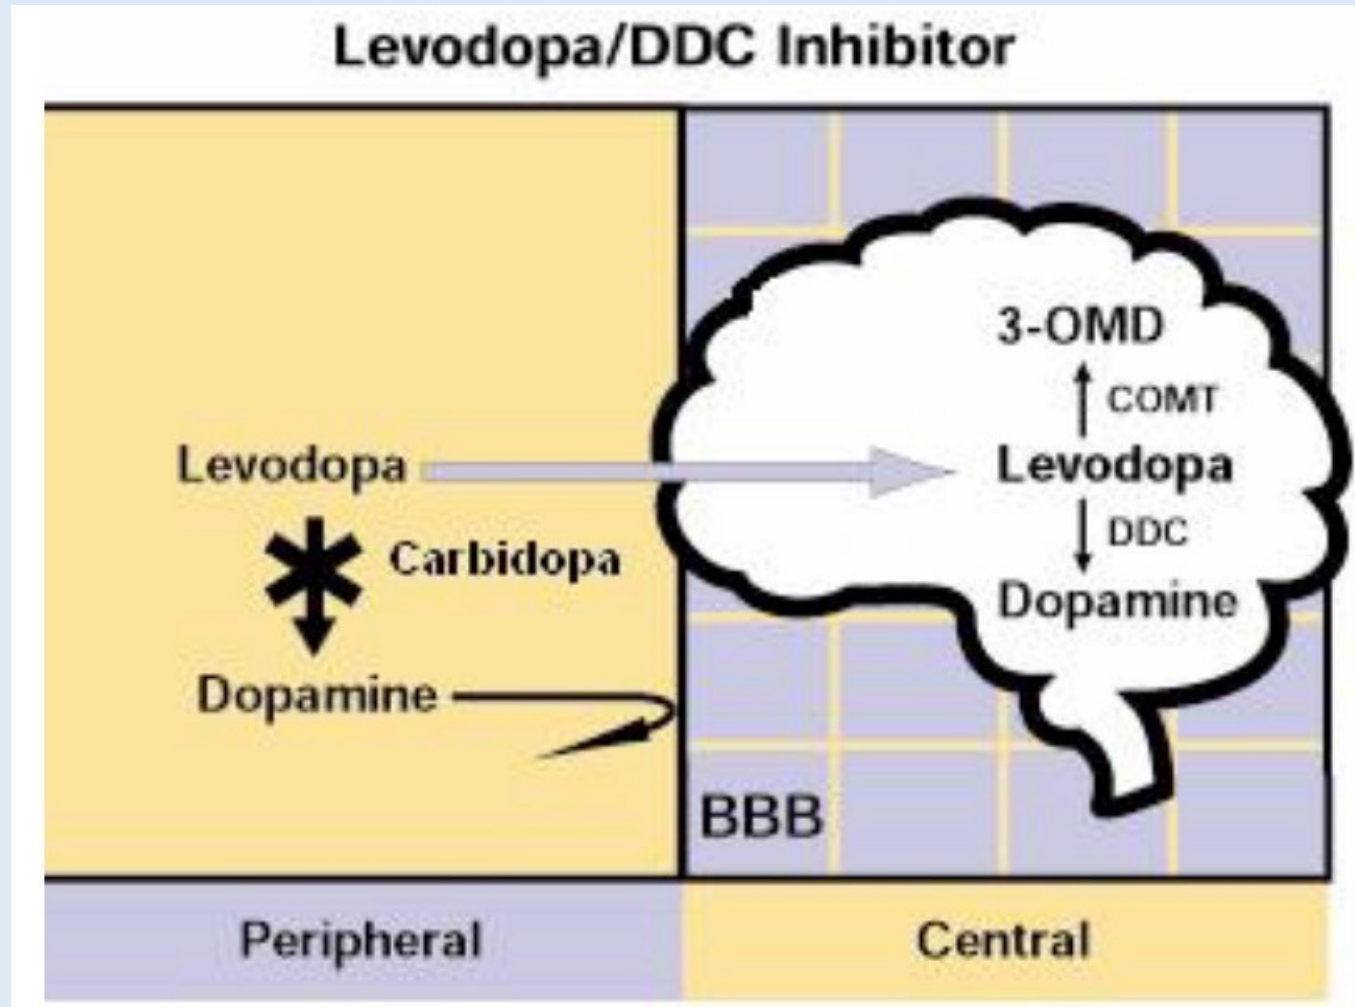 Levodopa/DDC Inhibitor
3-OMD
COMT
Levodopa
Levodopa
DDC
Carbidopa
Dopamine
Dopamine
BBB
Peripheral
Central